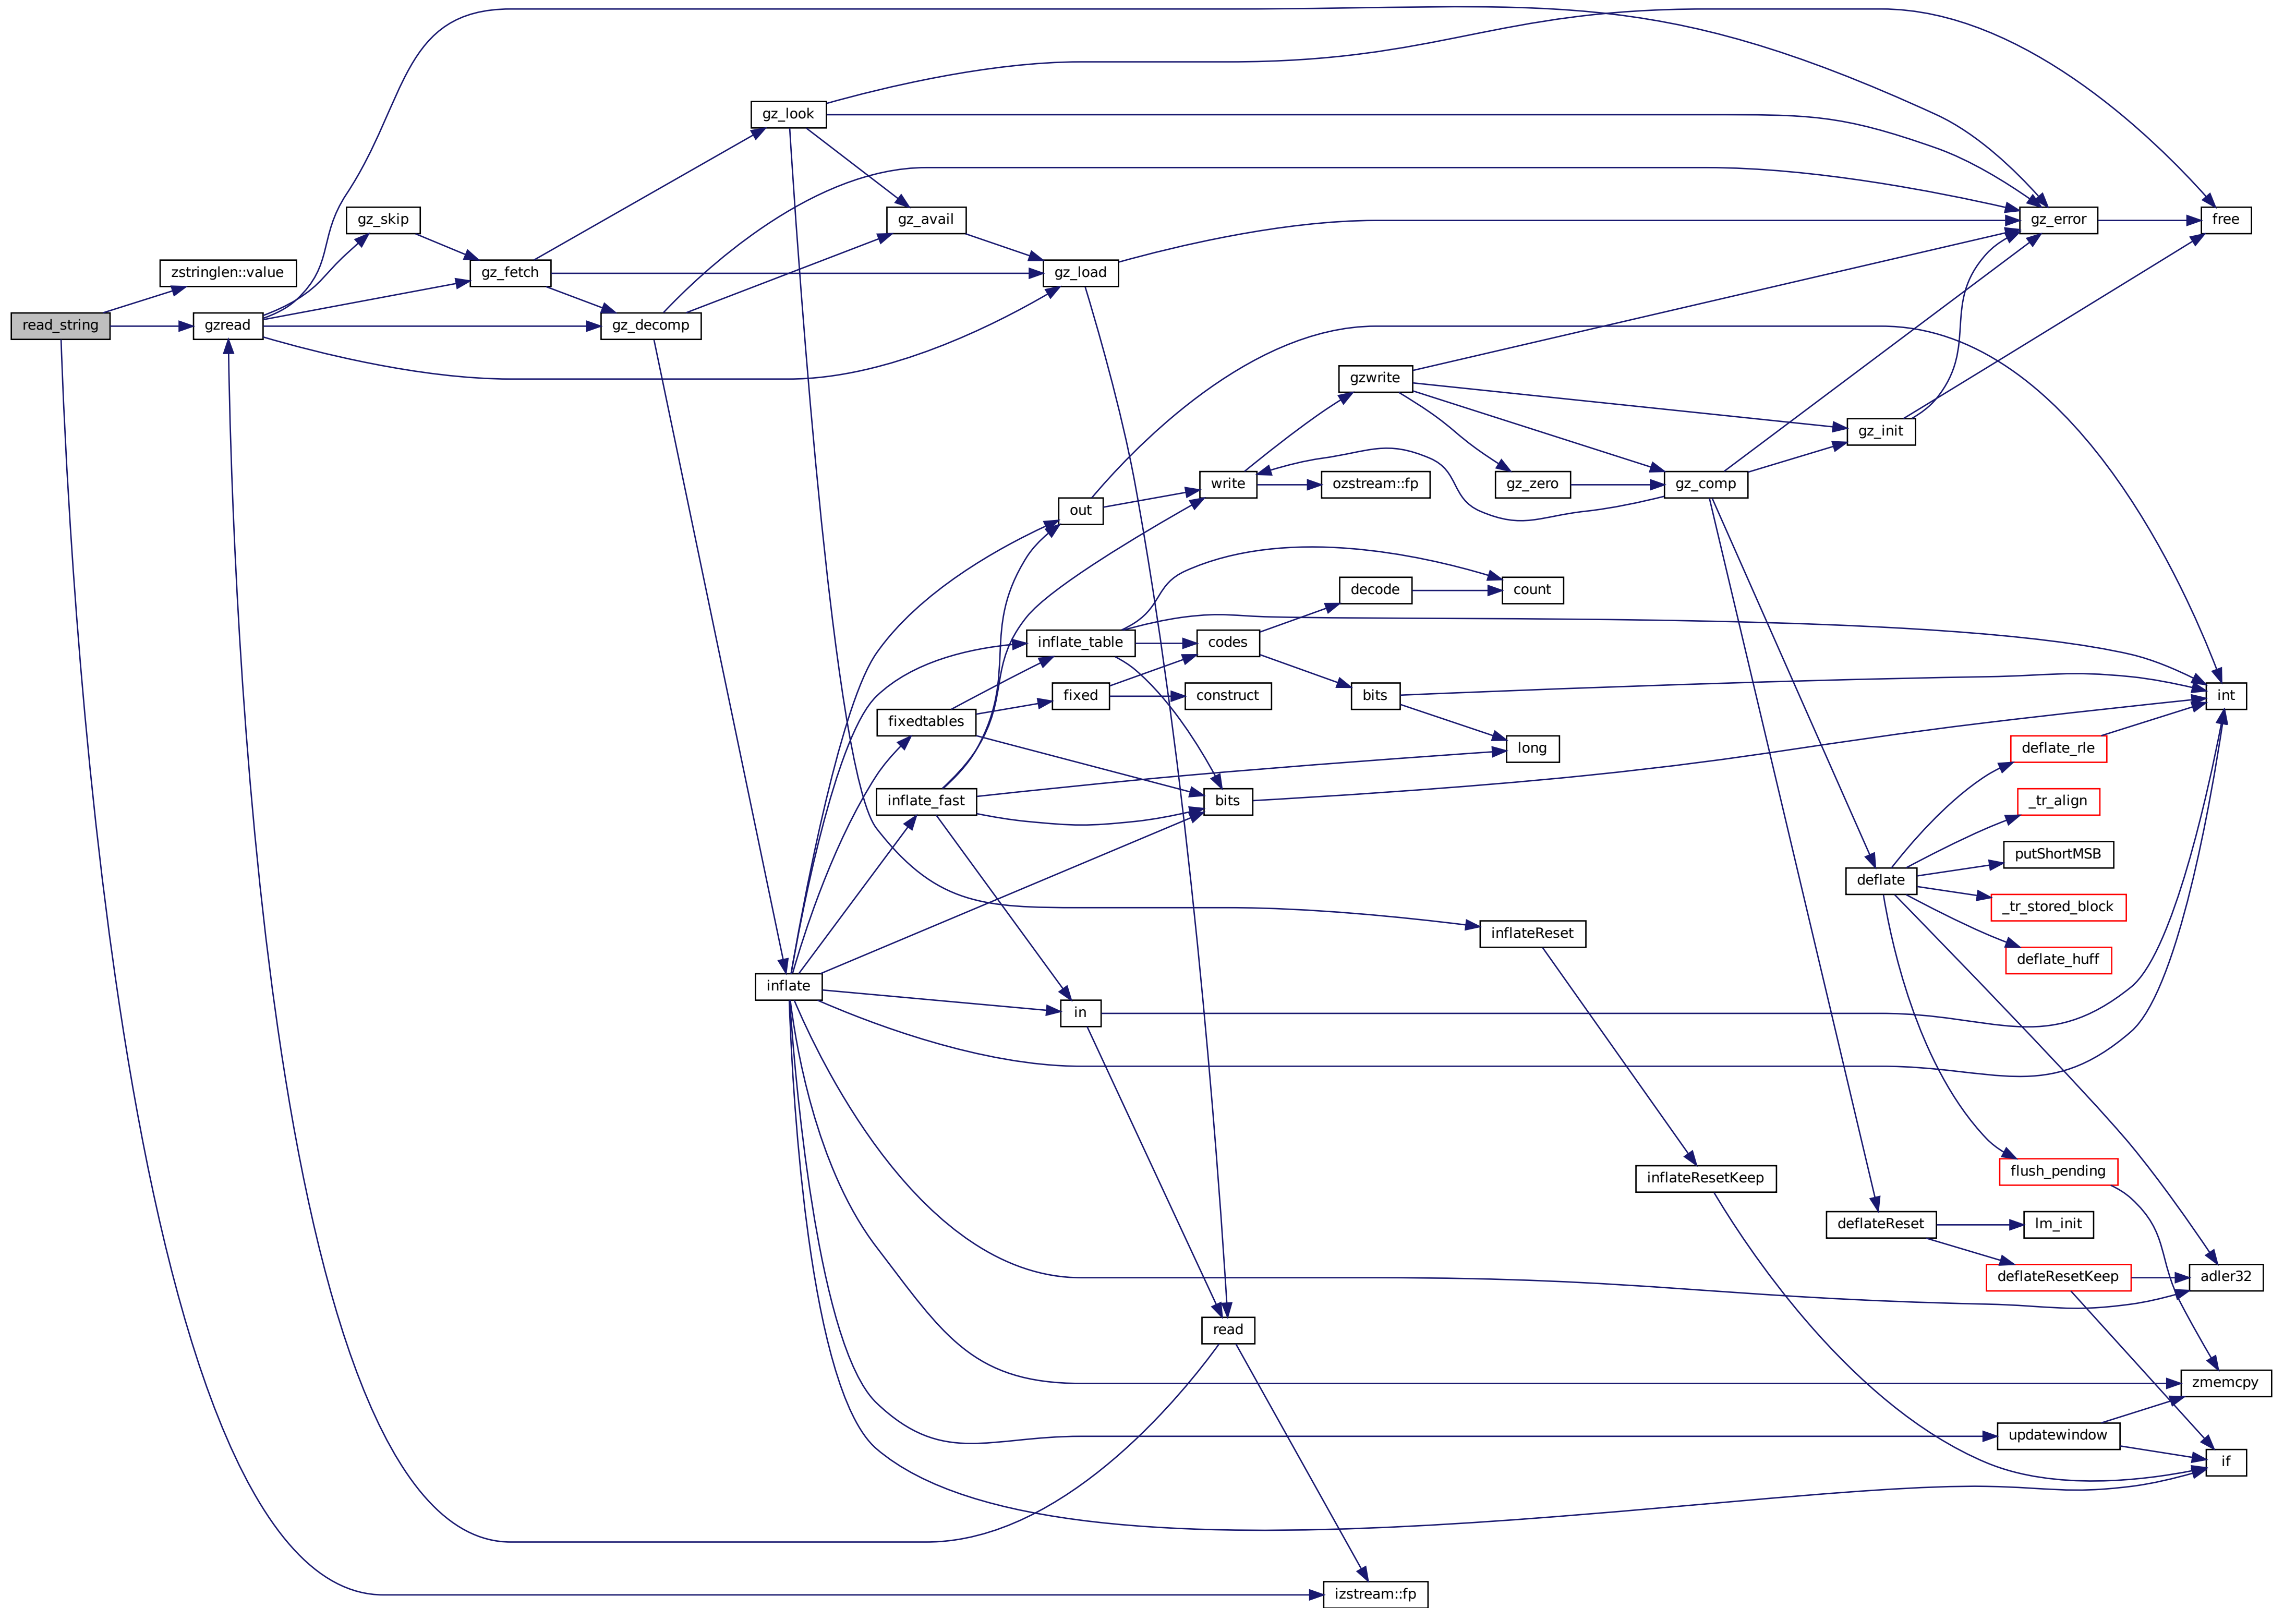 gz_look
gz_skip
gz_avail
gz_error
free
zstringlen::value
gz_fetch
gz_load
read_string
gzread
gz_decomp
gzwrite
gz_init
write
ozstream::fp
gz_zero
gz_comp
out
decode
count
inflate_table
codes
fixed
construct
bits
int
fixedtables
long
deflate_rle
inflate_fast
bits
_tr_align
putShortMSB
deflate
_tr_stored_block
inflateReset
deflate_huff
inflate
in
inflateResetKeep
flush_pending
deflateReset
lm_init
deflateResetKeep
adler32
read
zmemcpy
updatewindow
if
izstream::fp